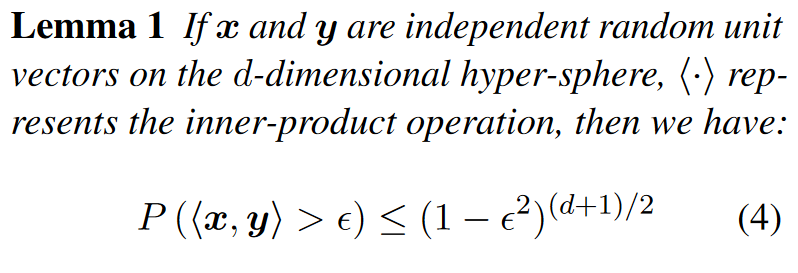 Lemma 1 If x and y are independent random unit
vectors on the d-dimensional hyper-sphere, ⟨·⟩ rep-
resents the inner-product operation, then we have:
P (⟨x, y⟩ > ϵ) ≤ (1 − ϵ²)^{(d+1)/2} (4)